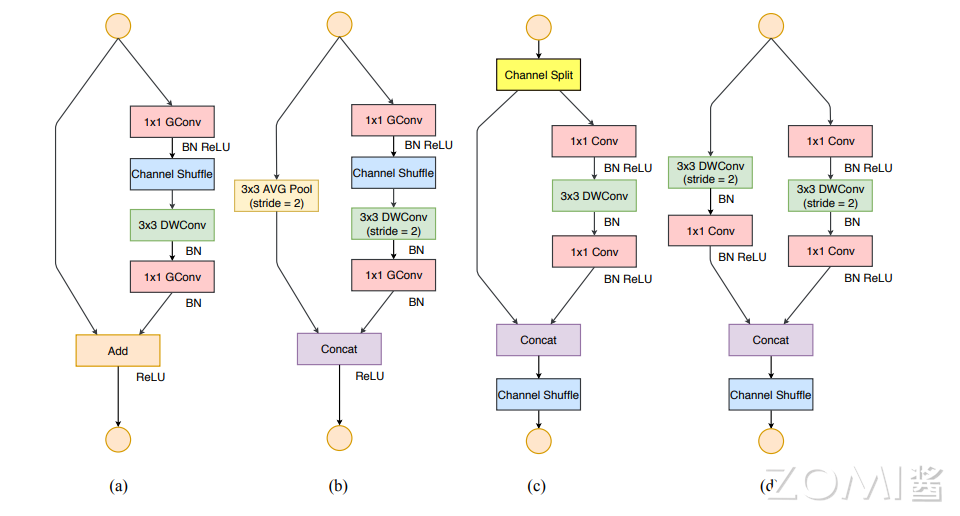 1x1 GConv
BN ReLU
Channel Shuffle
3x3 DWConv
BN
1x1 GConv
BN
Add
ReLU
(a)
1x1 GConv
BN ReLU
Channel Shuffle
3x3 AVG Pool
(stride = 2)
3x3 DWConv
(stride = 2)
BN
1x1 GConv
BN
Concat
ReLU
(b)
Channel Split
1x1 Conv
BN ReLU
3x3 DWConv
BN
1x1 Conv
BN ReLU
Concat
Channel Shuffle
(c)
3x3 DWConv
(stride = 2)
BN
1x1 Conv
BN ReLU
1x1 Conv
BN ReLU
3x3 DWConv
(stride = 2)
BN
1x1 Conv
BN ReLU
Concat
Channel Shuffle
(d)
ZOMI酱